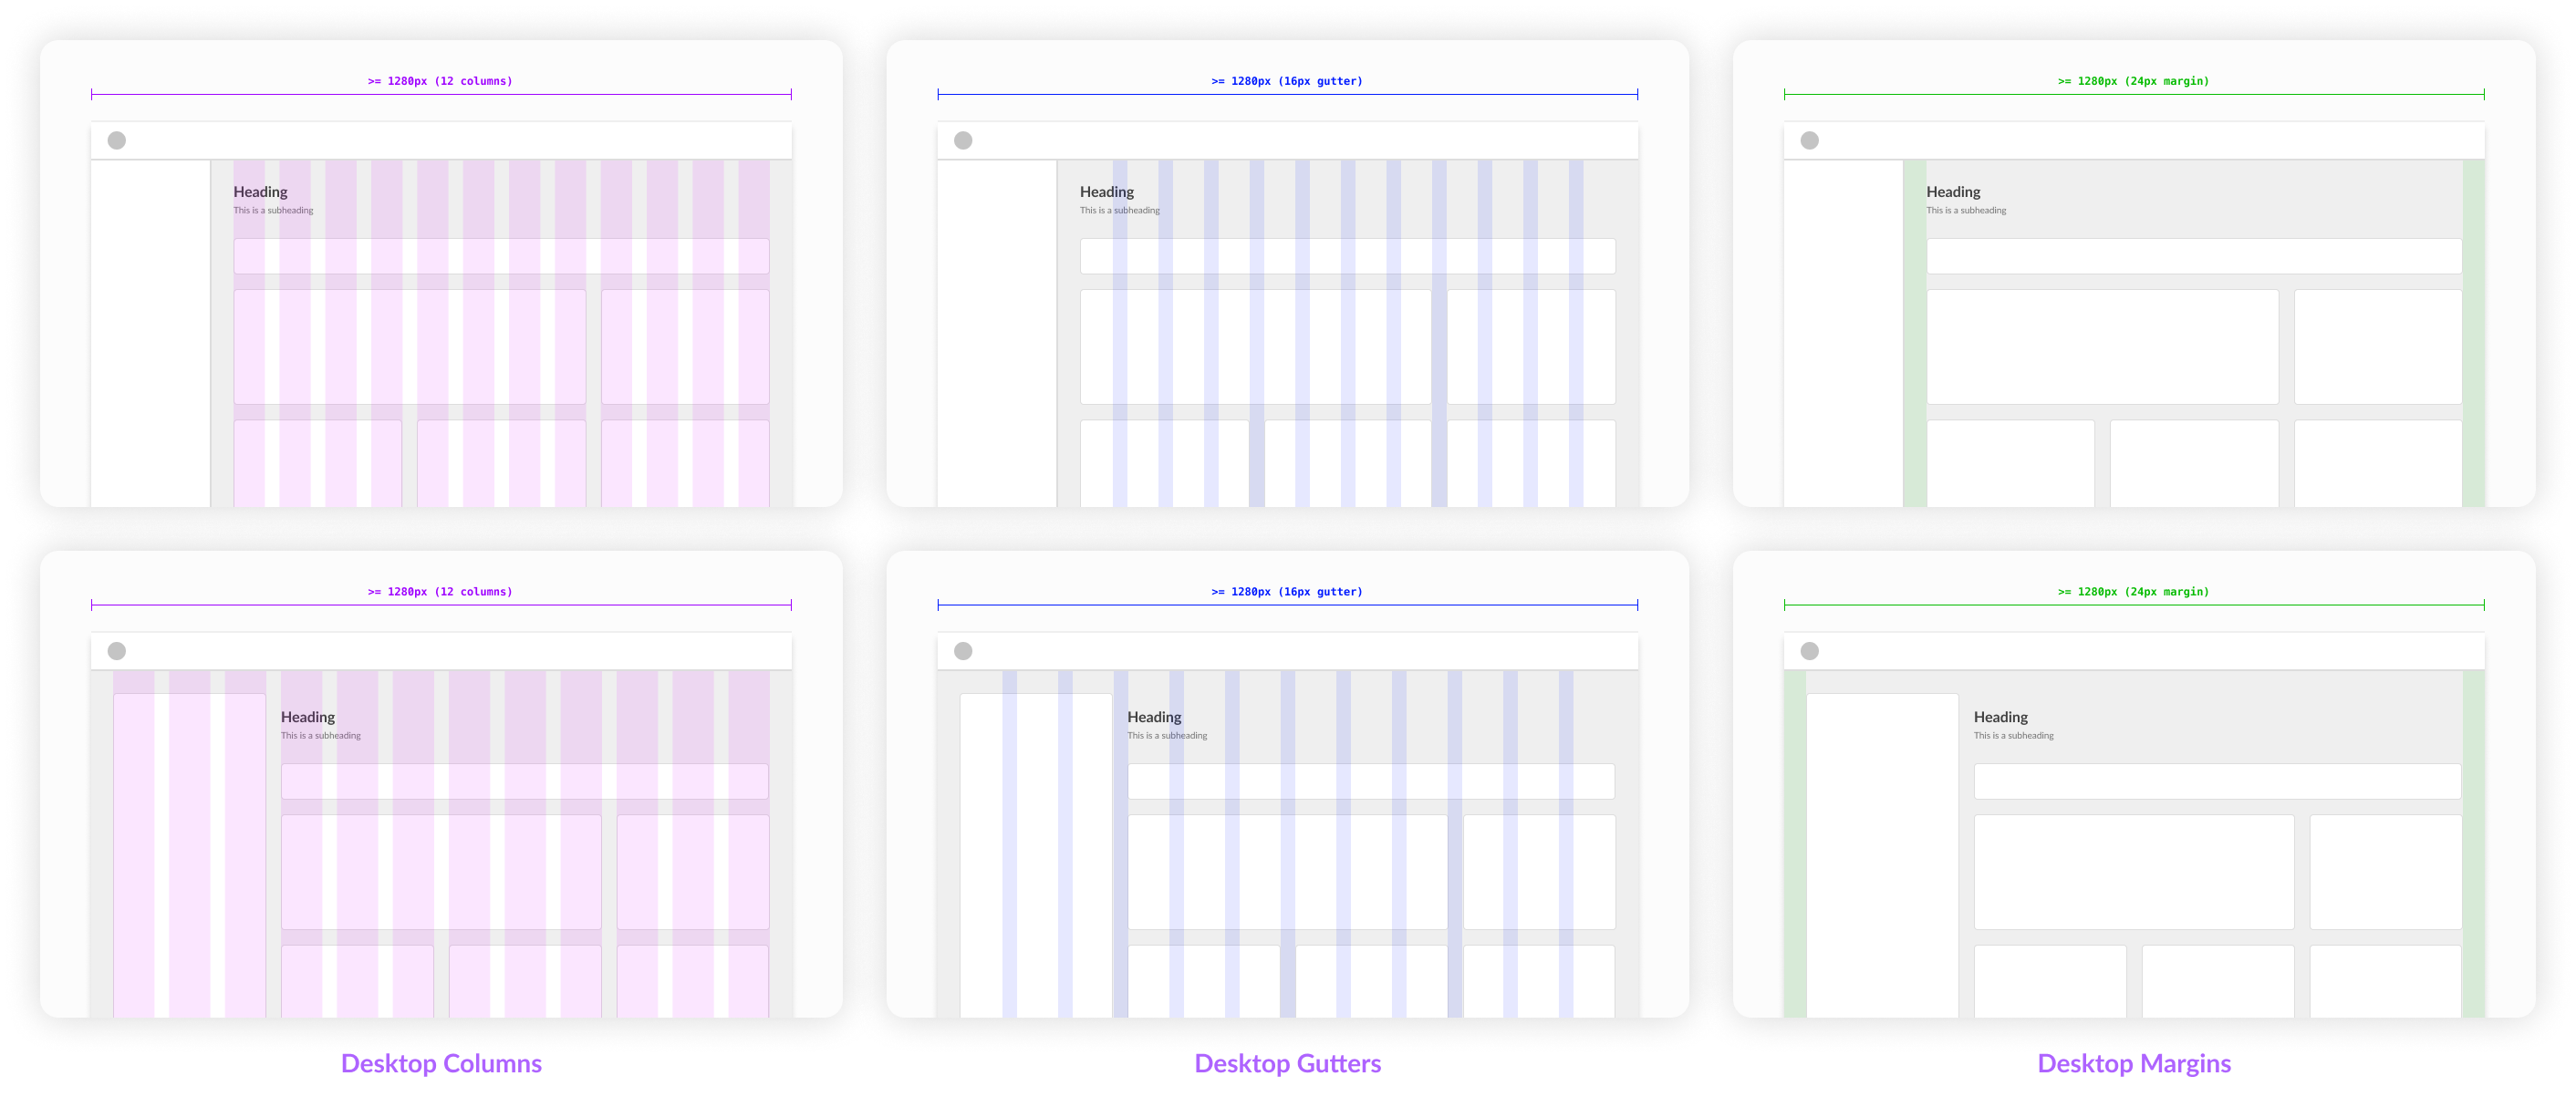 >= 1280px (12 columns)
Heading
This is a subheading
>= 1280px (16px gutter)
Heading
This is a subheading
>= 1280px (24px margin)
Heading
This is a subheading
>= 1280px (12 columns)
Heading
This is a subheading
>= 1280px (16px gutter)
Heading
This is a subheading
>= 1280px (24px margin)
Heading
This is a subheading
Desktop Columns
Desktop Gutters
Desktop Margins